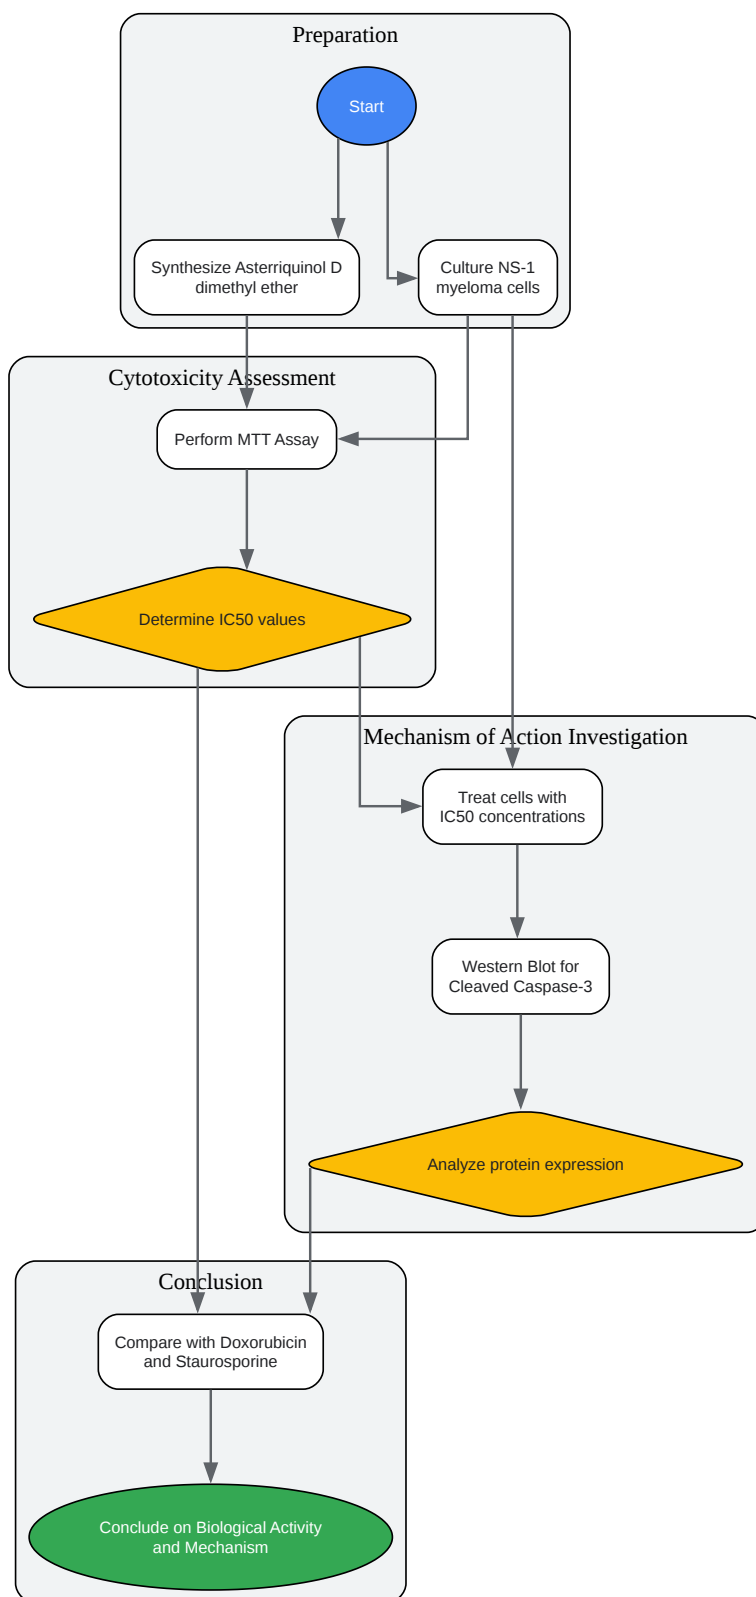 Preparation
Start
Synthesize Asterriquinol D
dimethyl ether
Culture NS-1
myeloma cells
Cytotoxicity Assessment
Perform MTT Assay
Determine IC50 values
Mechanism of Action Investigation
Treat cells with
IC50 concentrations
Western Blot for
Cleaved Caspase-3
Analyze protein expression
Conclusion
Compare with Doxorubicin
and Staurosporine
Conclude on Biological Activity
and Mechanism